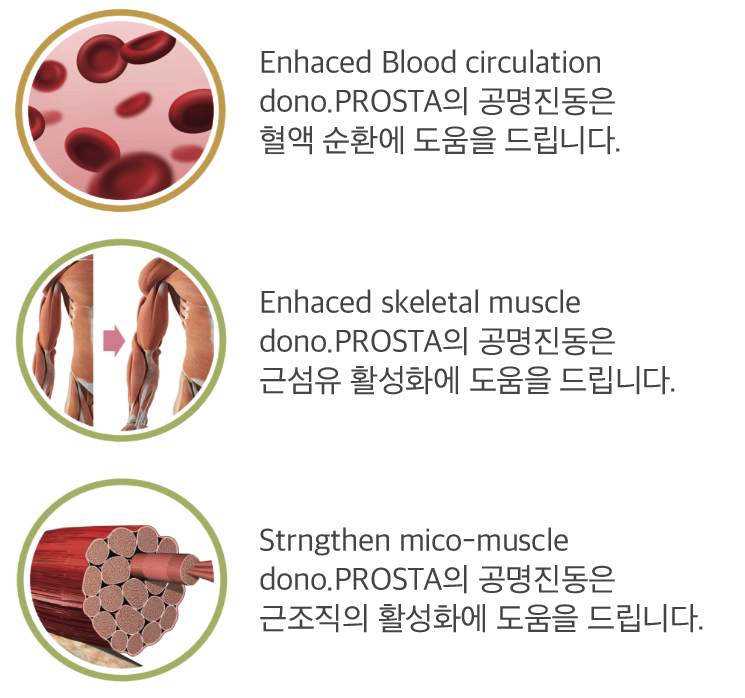 Enhaced Blood circulation
dono.PROSTA의 공명진동은
혈액 순환에 도움을 드립니다.
Enhaced skeletal muscle
dono.PROSTA의 공명진동은
근섬유 활성화에 도움을 드립니다.
Strngthen mico-muscle
dono.PROSTA의 공명진동은
근조직의 활성화에 도움을 드립니다.